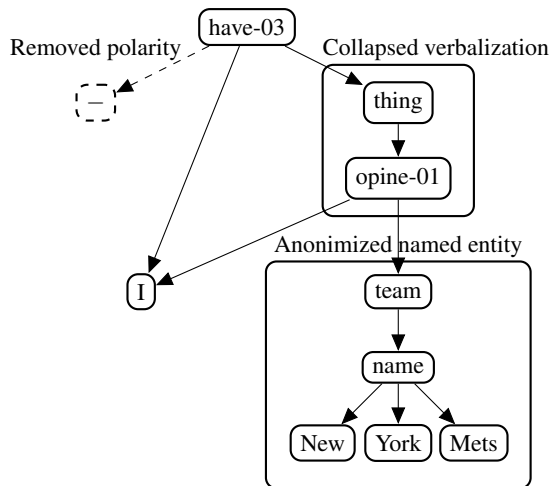 have-03
Removed polarity
Collapsed verbalization
–
thing
opine-01
Anonimized named entity
I
team
name
New York Mets